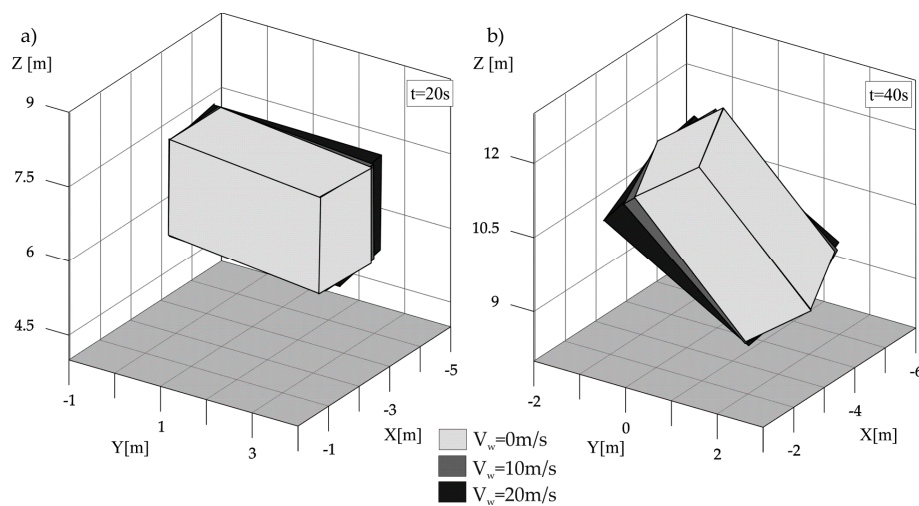 a)
Z [m]
t=20s
9
7.5
6
4.5
-1
1
3
Y[m]
-1
-3
-5
X[m]
b)
Z [m]
t=40s
12
10.5
9
-2
0
2
Y[m]
-2
-4
-6
X[m]
V_w=0m/s
V_w=10m/s
V_w=20m/s